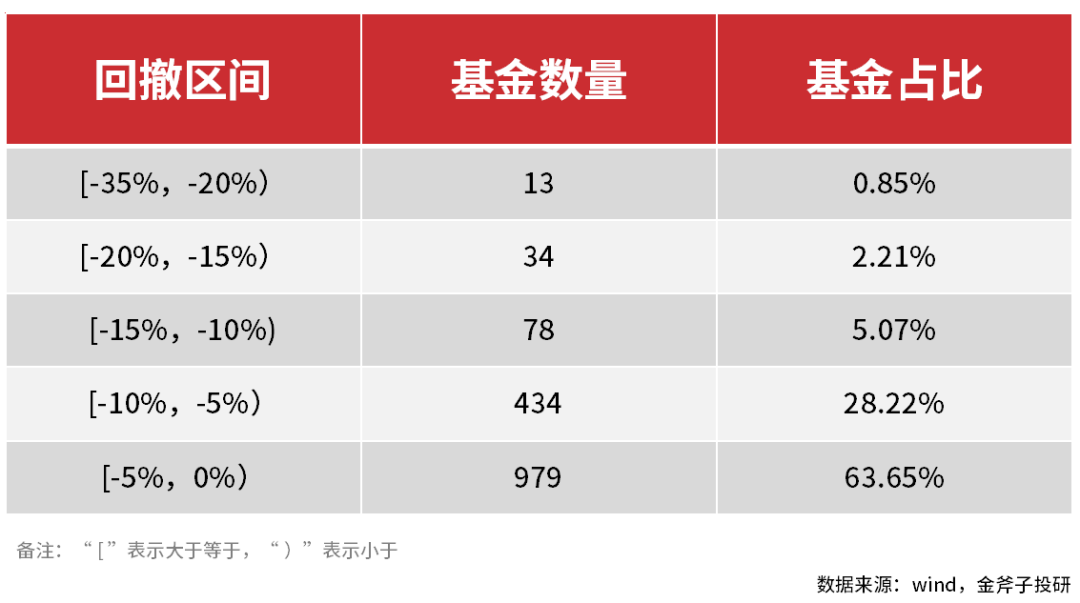 回撤区间 基金数量 基金占比
[-35%，-20%） 13 0.85%
[-20%，-15%） 34 2.21%
[-15%，-10%) 78 5.07%
[-10%，-5%） 434 28.22%
[-5%，0%） 979 63.65%
备注：“[”表示大于等于，“）”表示小于
数据来源：wind，金斧子投研